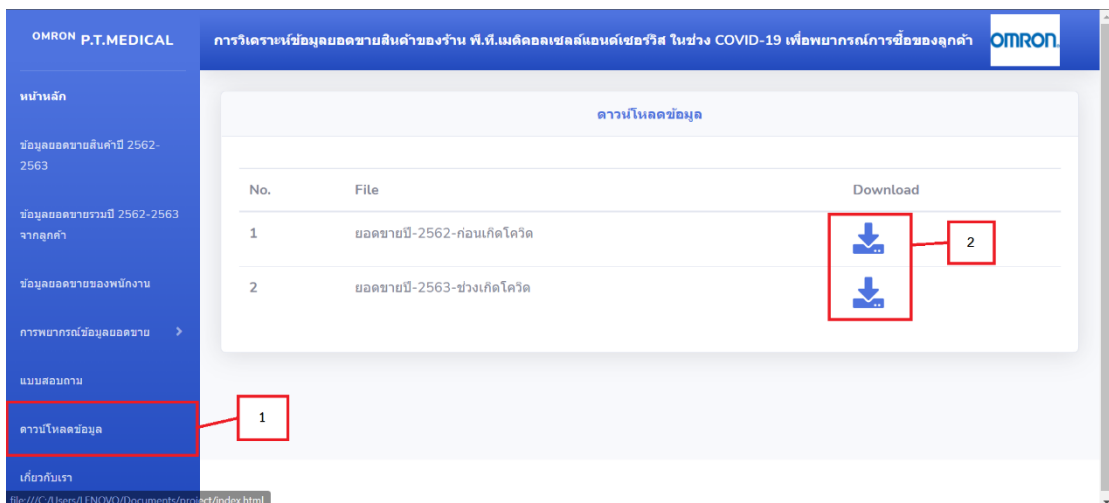 OMRON P.T.MEDICAL
การวิเคราะห์ข้อมูลยอดขายสินค้าของร้าน พี.ที.เมดิคอลเซลล์แอนด์เซอร์วิส ในช่วง COVID-19 เพื่อพยากรณ์การซื้อของลูกค้า
OMRON
หน้าหลัก
ข้อมูลยอดขายสินค้าปี 2562-
2563
ข้อมูลยอดขายรวมปี 2562-2563
จากลูกค้า
ข้อมูลยอดขายของพนักงาน
การพยากรณ์ข้อมูลยอดขาย
แบบสอบถาม
ดาวน์โหลดข้อมูล
เกี่ยวกับเรา
ดาวน์โหลดข้อมูล
No. File Download
1 ยอดขายปี-2562-ก่อนเกิดโควิด
2 ยอดขายปี-2563-ช่วงเกิดโควิด
2
1
file:///C:/Users/LENOVO/Documents/project/index.html